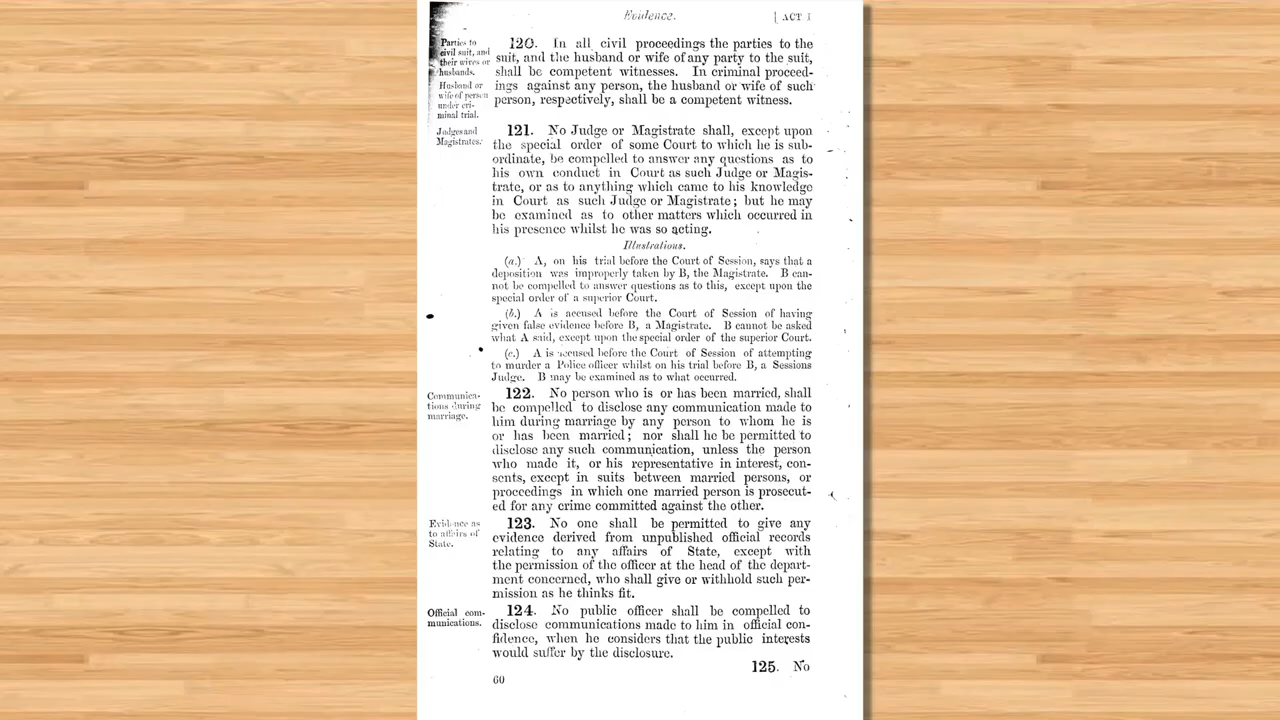 Evidence.
[ ACT I
Parties to
civil suit, and
their wives or
husbands.
Husband or
wife of person
under cri-
minal trial.
120. In all civil proceedings the parties to the
suit, and the husband or wife of any party to the suit,
shall be competent witnesses. In criminal proceed-
ings against any person, the husband or wife of such
person, respectively, shall be a competent witness.
Judges and
Magistrates.
121. No Judge or Magistrate shall, except upon
the special order of some Court to which he is sub-
ordinate, be compelled to answer any questions as to
his own conduct in Court as such Judge or Magis-
trate, or as to anything which came to his knowledge
in Court as such Judge or Magistrate; but he may
be examined as to other matters which occurred in
his presence whilst he was so acting.
Illustrations.
(a.) A, on his trial before the Court of Session, says that a
deposition was improperly taken by B, the Magistrate. B can-
not be compelled to answer questions as to this, except upon the
special order of a superior Court.
(b.) A is accused before the Court of Session of having
given false evidence before B, a Magistrate. B cannot be asked
what A said, except upon the special order of the superior Court.
(c.) A is accused before the Court of Session of attempting
to murder a Police officer whilst on his trial before B, a Sessions
Judge. B may be examined as to what occurred.
Communica-
tions during
marriage.
122. No person who is or has been married, shall
be compelled to disclose any communication made to
him during marriage by any person to whom he is
or has been married; nor shall he be permitted to
disclose any such communication, unless the person
who made it, or his representative in interest, con-
sents, except in suits between married persons, or
proceedings in which one married person is prosecut-
ed for any crime committed against the other.
Evidence as
to affairs of
State.
123. No one shall be permitted to give any
evidence derived from unpublished official records
relating to any affairs of State, except with
the permission of the officer at the head of the depart-
ment concerned, who shall give or withhold such per-
mission as he thinks fit.
Official com-
munications.
124. No public officer shall be compelled to
disclose communications made to him in official con-
fidence, when he considers that the public interests
would suffer by the disclosure.
125. No
60